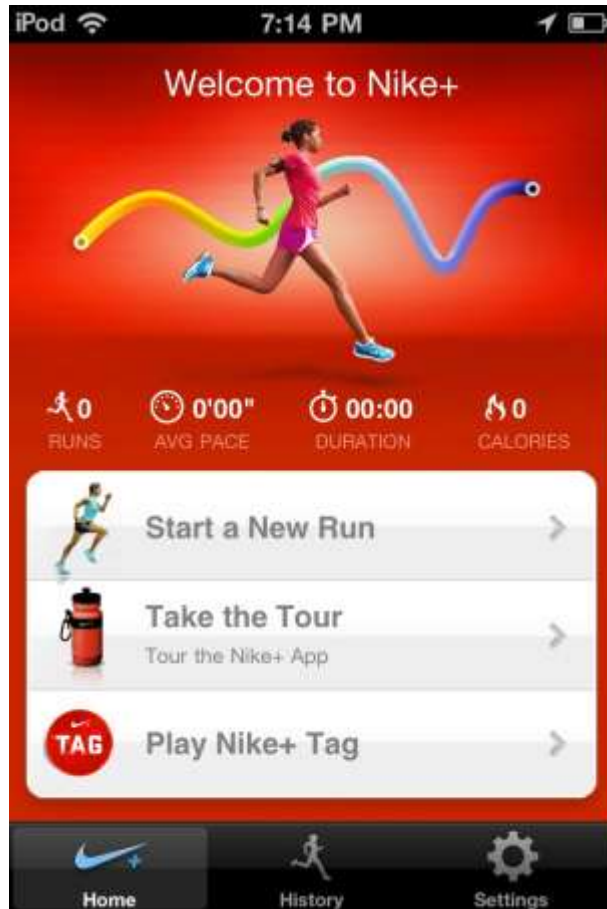 iPod 7:14 PM
Welcome to Nike+
0 0'00" 00:00 0
RUNS AVG PACE DURATION CALORIES
Start a New Run
Take the Tour
Tour the Nike+ App
TAG Play Nike+ Tag
Home History Settings